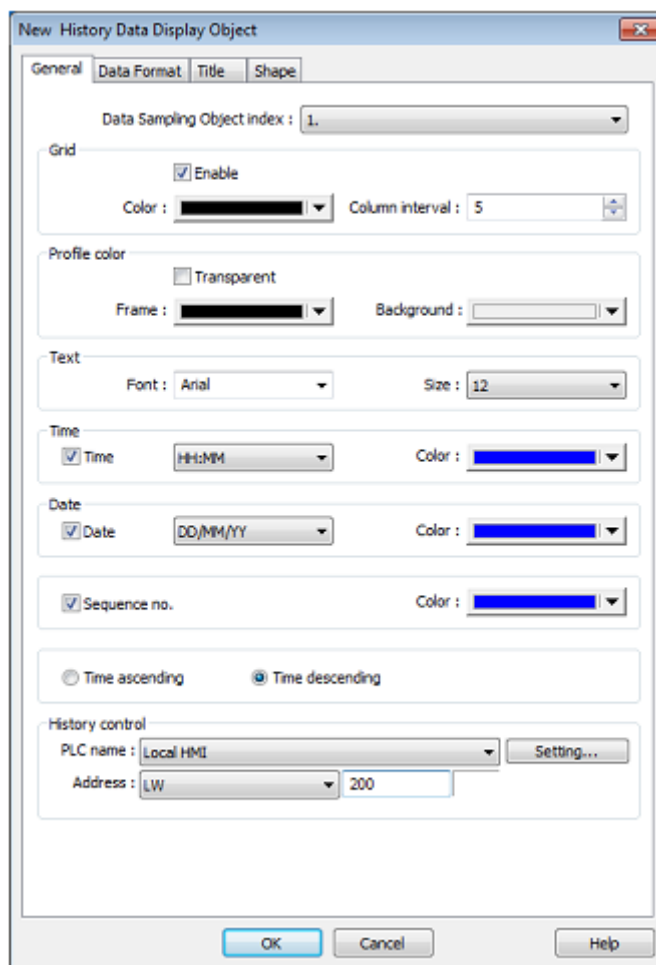 New History Data Display Object
General Data Format Title Shape
Data Sampling Object index : 1.
Grid
Enable
Color : Column interval : 5
Profile color
Transparent
Frame : Background :
Text
Font : Arial Size : 12
Time
Time HH:MM Color :
Date
Date DD/MM/YY Color :
Sequence no. Color :
Time ascending Time descending
History control
PLC name : Local HMI Setting...
Address : LW 200
OK Cancel Help